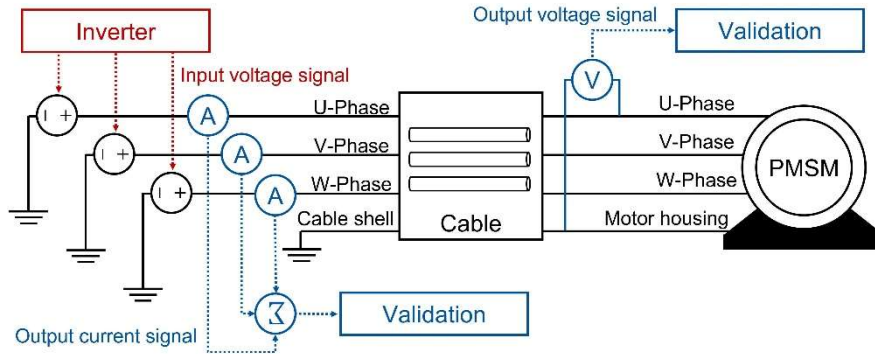 Inverter
Output voltage signal
Validation
Input voltage signal
V
+
A
U-Phase
U-Phase
+
A
V-Phase
V-Phase
PMSM
+
A
W-Phase
W-Phase
Cable shell
Cable
Motor housing
Σ
Validation
Output current signal